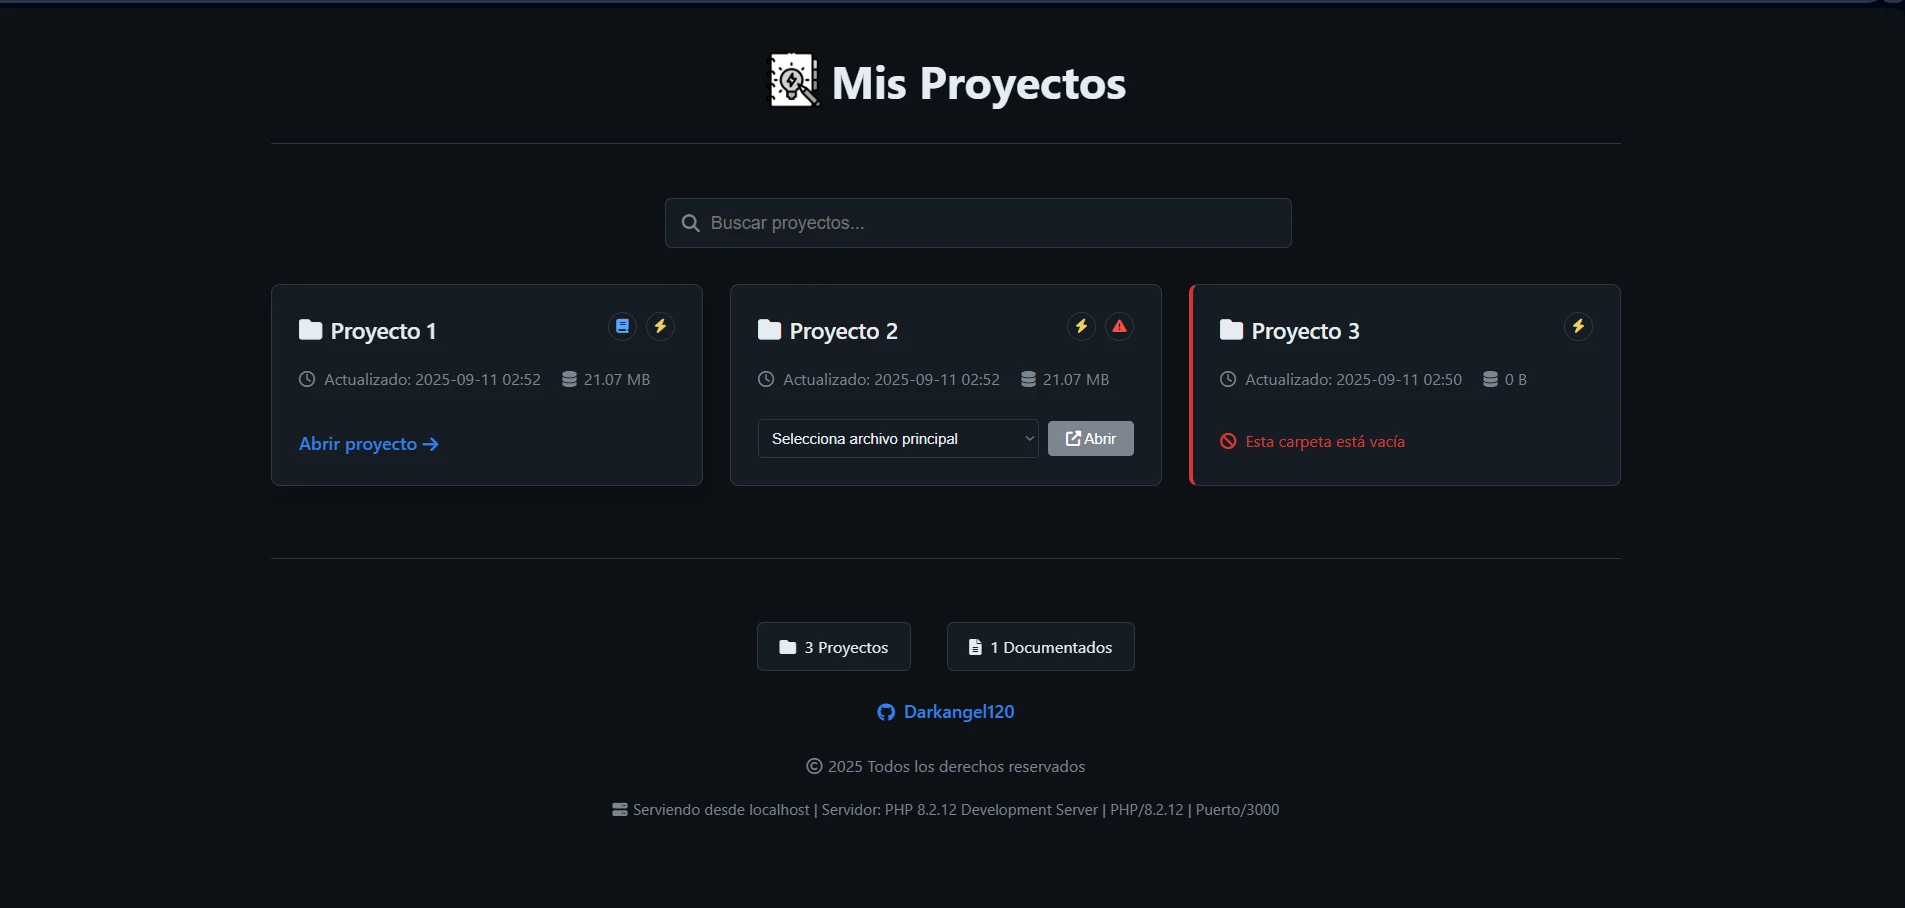 Mis Proyectos
Buscar proyectos...
Proyecto 1
Actualizado: 2025-09-11 02:52 21.07 MB
Abrir proyecto
Proyecto 2
Actualizado: 2025-09-11 02:52 21.07 MB
Selecciona archivo principal Abrir
Proyecto 3
Actualizado: 2025-09-11 02:50 0 B
Esta carpeta está vacía
3 Proyectos 1 Documentados
Darkangel120
© 2025 Todos los derechos reservados
Serviendo desde localhost | Servidor: PHP 8.2.12 Development Server | PHP/8.2.12 | Puerto/3000